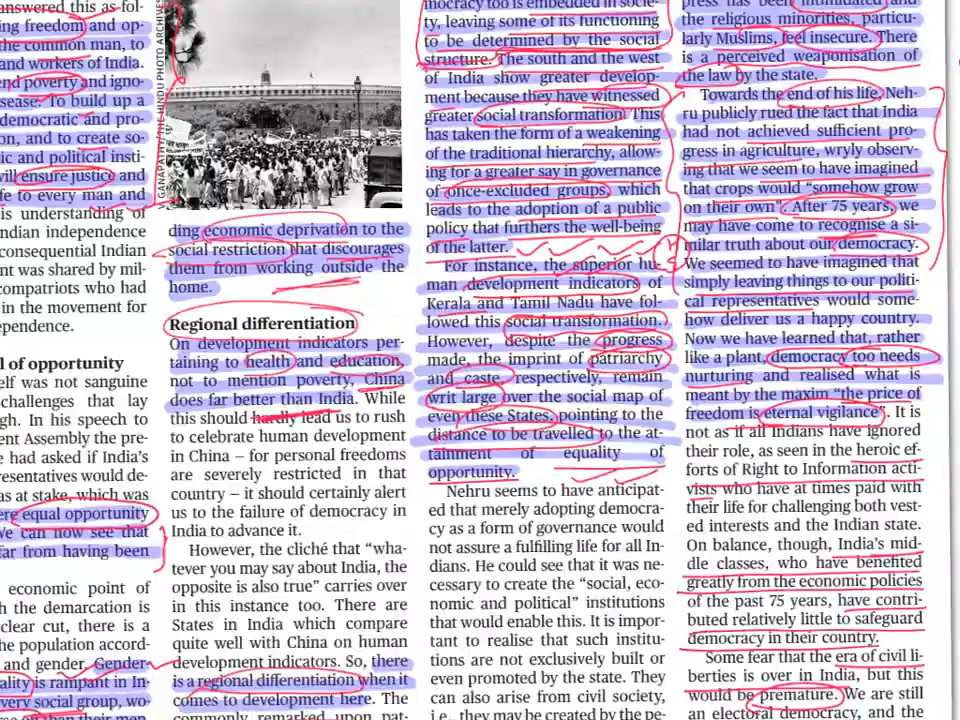 answered this as-fol-
ing freedom and op-
the common man, to
and workers of India.
end poverty and igno-
sease. To build up a
democratic and pro-
on, and to create so-
ic and political insti-
vill ensure justice and
fe to every man and
is understanding of
ndian independence
consequential Indian
nt was shared by mil-
compatriots who had
in the movement for
ependence.
l of opportunity
elf was not sanguine
challenges that lay
gh. In his speech to
ent Assembly the pre-
e had asked if India's
resentatives would de-
as at stake, which was
ere equal opportunity
We can now see that
far from having been
economic point of
h the demarcation is
clear cut, there is a
he population accord-
and gender. Gender
ality is rampant in In-
very social group, wo-
V. GANAPATHY/THE HINDU PHOTO ARCHIVES
ding economic deprivation to the
social restriction that discourages
them from working outside the
home.
Regional differentiation
On development indicators per-
taining to health and education,
not to mention poverty, China
does far better than India. While
this should hardly lead us to rush
to celebrate human development
in China – for personal freedoms
are severely restricted in that
country – it should certainly alert
us to the failure of democracy in
India to advance it.
However, the cliché that “wha-
tever you may say about India, the
opposite is also true” carries over
in this instance too. There are
States in India which compare
quite well with China on human
development indicators. So, there
is a regional differentiation when it
comes to development here. The
commonly remarked upon pat-
mocracy too is embedded in socie-
ty, leaving some of its functioning
to be determined by the social
structure. The south and the west
of India show greater develop-
ment because they have witnessed
greater social transformation. This
has taken the form of a weakening
of the traditional hierarchy, allow-
ing for a greater say in governance
of once-excluded groups, which
leads to the adoption of a public
policy that furthers the well-being
of the latter.
For instance, the superior hu-
man development indicators of
Kerala and Tamil Nadu have fol-
lowed this social transformation.
However, despite the progress
made, the imprint of patriarchy
and caste, respectively, remain
writ large over the social map of
even these States, pointing to the
distance to be travelled to the at-
tainment of equality of
opportunity.
Nehru seems to have anticipat-
ed that merely adopting democra-
cy as a form of governance would
not assure a fulfilling life for all In-
dians. He could see that it was ne-
cessary to create the “social, eco-
nomic and political” institutions
that would enable this. It is impor-
tant to realise that such institu-
tions are not exclusively built or
even promoted by the state. They
can also arise from civil society,
i.e., they may be created by the pe-
press has been intimidated and
the religious minorities, particu-
larly Muslims, feel insecure. There
is a perceived weaponisation of
the law by the state.
Towards the end of his life, Neh-
ru publicly rued the fact that India
had not achieved sufficient pro-
gress in agriculture, wryly observ-
ing that we seem to have imagined
that crops would “somehow grow
on their own”. After 75 years, we
may have come to recognise a si-
milar truth about our democracy.
We seemed to have imagined that
simply leaving things to our politi-
cal representatives would some-
how deliver us a happy country.
Now we have learned that, rather
like a plant, democracy too needs
nurturing and realised what is
meant by the maxim “the price of
freedom is eternal vigilance”. It is
not as if all Indians have ignored
their role, as seen in the heroic ef-
forts of Right to Information acti-
vists who have at times paid with
their life for challenging both vest-
ed interests and the Indian state.
On balance, though, India's mid-
dle classes, who have benefited
greatly from the economic policies
of the past 75 years, have contri-
buted relatively little to safeguard
democracy in their country.
Some fear that the era of civil li-
berties is over in India, but this
would be premature. We are still
an electoral democracy, and the